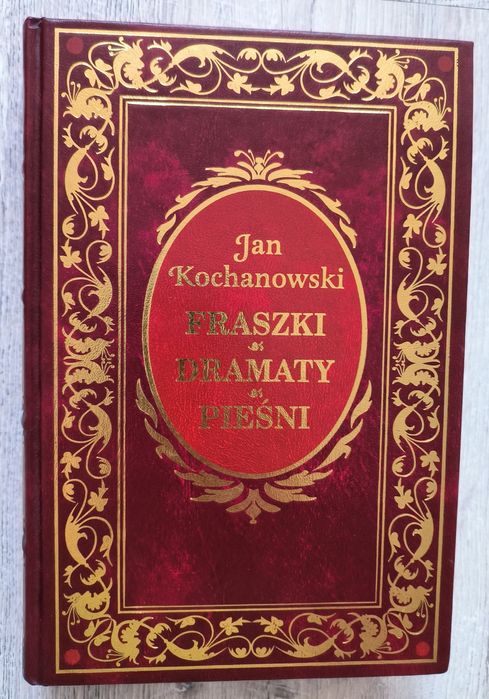 Jan
Kochanowski
FRASZKI
DRAMATY
PIEŚNI